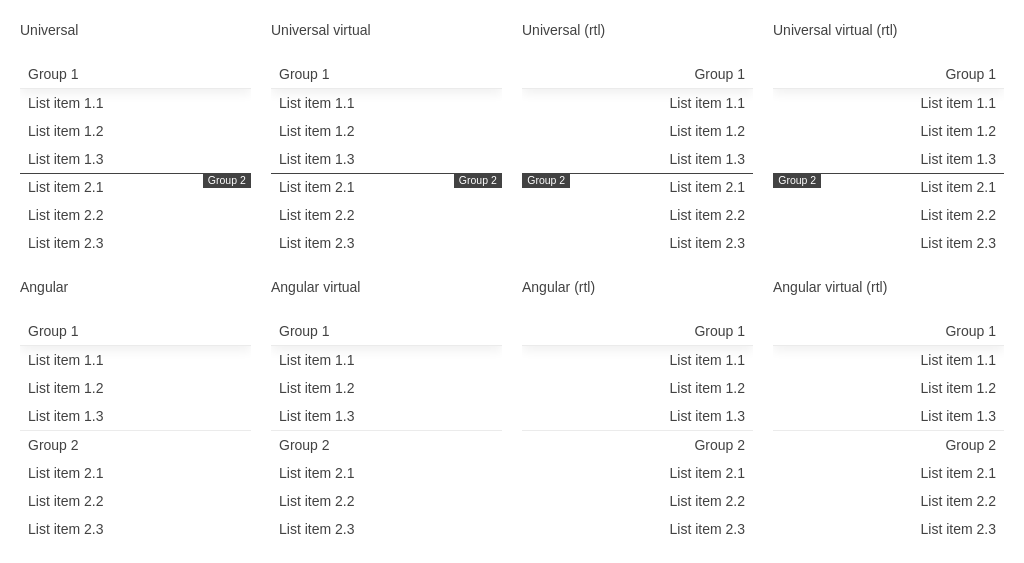 Universal
Group 1
List item 1.1
List item 1.2
List item 1.3
Group 2
List item 2.1
List item 2.2
List item 2.3
Universal virtual
Group 1
List item 1.1
List item 1.2
List item 1.3
Group 2
List item 2.1
List item 2.2
List item 2.3
Universal (rtl)
Group 1
List item 1.1
List item 1.2
List item 1.3
Group 2
List item 2.1
List item 2.2
List item 2.3
Universal virtual (rtl)
Group 1
List item 1.1
List item 1.2
List item 1.3
Group 2
List item 2.1
List item 2.2
List item 2.3
Angular
Group 1
List item 1.1
List item 1.2
List item 1.3
Group 2
List item 2.1
List item 2.2
List item 2.3
Angular virtual
Group 1
List item 1.1
List item 1.2
List item 1.3
Group 2
List item 2.1
List item 2.2
List item 2.3
Angular (rtl)
Group 1
List item 1.1
List item 1.2
List item 1.3
Group 2
List item 2.1
List item 2.2
List item 2.3
Angular virtual (rtl)
Group 1
List item 1.1
List item 1.2
List item 1.3
Group 2
List item 2.1
List item 2.2
List item 2.3